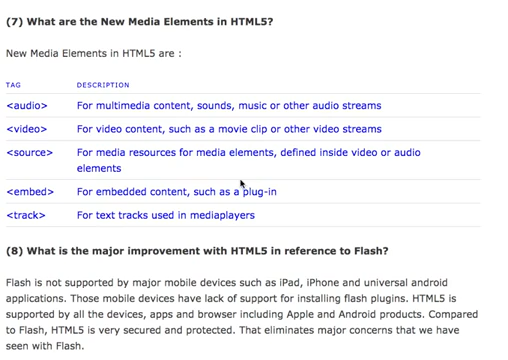 (7) What are the New Media Elements in HTML5?
New Media Elements in HTML5 are :
TAG DESCRIPTION
<audio> For multimedia content, sounds, music or other audio streams
<video> For video content, such as a movie clip or other video streams
<source> For media resources for media elements, defined inside video or audio
elements
<embed> For embedded content, such as a plug-in
<track> For text tracks used in mediaplayers
(8) What is the major improvement with HTML5 in reference to Flash?
Flash is not supported by major mobile devices such as iPad, iPhone and universal android
applications. Those mobile devices have lack of support for installing flash plugins. HTML5 is
supported by all the devices, apps and browser including Apple and Android products. Compared
to Flash, HTML5 is very secured and protected. That eliminates major concerns that we have
seen with Flash.